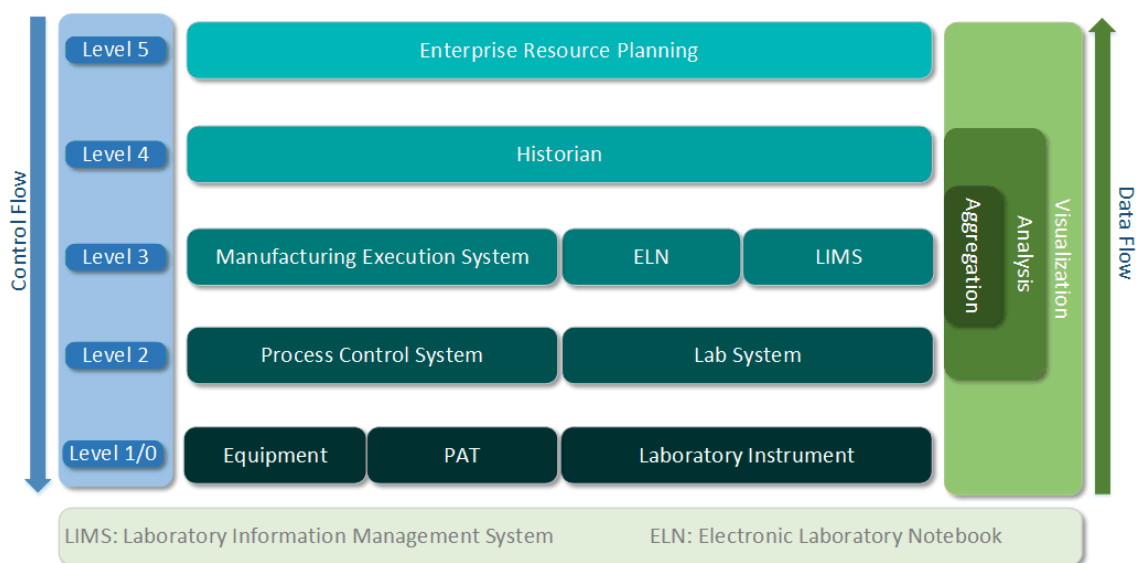 Control Flow
Level 5
Enterprise Resource Planning
Level 4
Historian
Level 3
Manufacturing Execution System
ELN
LIMS
Level 2
Process Control System
Lab System
Level 1/0
Equipment
PAT
Laboratory Instrument
Aggregation
Analysis
Visualization
Data Flow
LIMS: Laboratory Information Management System
ELN: Electronic Laboratory Notebook